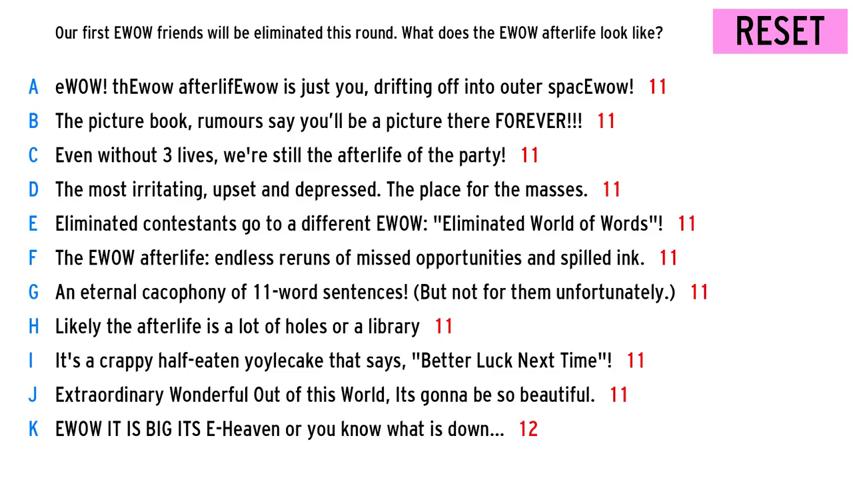 Our first EWOW friends will be eliminated this round. What does the EWOW afterlife look like?
RESET
A eWOW! thEwow afterlifEwow is just you, drifting off into outer spacEwow! 11
B The picture book, rumours say you'll be a picture there FOREVER!!! 11
C Even without 3 lives, we're still the afterlife of the party! 11
D The most irritating, upset and depressed. The place for the masses. 11
E Eliminated contestants go to a different EWOW: "Eliminated World of Words"! 11
F The EWOW afterlife: endless reruns of missed opportunities and spilled ink. 11
G An eternal cacophony of 11-word sentences! (But not for them unfortunately.) 11
H Likely the afterlife is a lot of holes or a library 11
I It's a crappy half-eaten yoylecake that says, "Better Luck Next Time"! 11
J Extraordinary Wonderful Out of this World, Its gonna be so beautiful. 11
K EWOW IT IS BIG ITS E-Heaven or you know what is down... 12